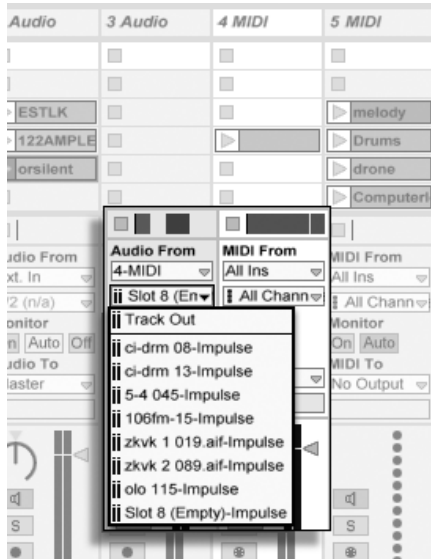 Audio
3 Audio
4 MIDI
5 MIDI
ESTLK
122AMPLE
orsilent
melody
Drums
drone
Computerl
Audio From
MIDI From
4-MIDI
All Ins
Slot 8 (En
All Chann
Track Out
ci-drm 08-Impulse
ci-drm 13-Impulse
5-4 045-Impulse
106fm-15-Impulse
zkvk 1 019.aif-Impulse
zkvk 2 089.aif-Impulse
olo 115-Impulse
Slot 8 (Empty)-Impulse
udio From
xt. In
/2 (n/a)
onitor
n Auto Off
udio To
laster
S
MIDI From
All Ins
All Chann
Monitor
On Auto
MIDI To
No Output
S